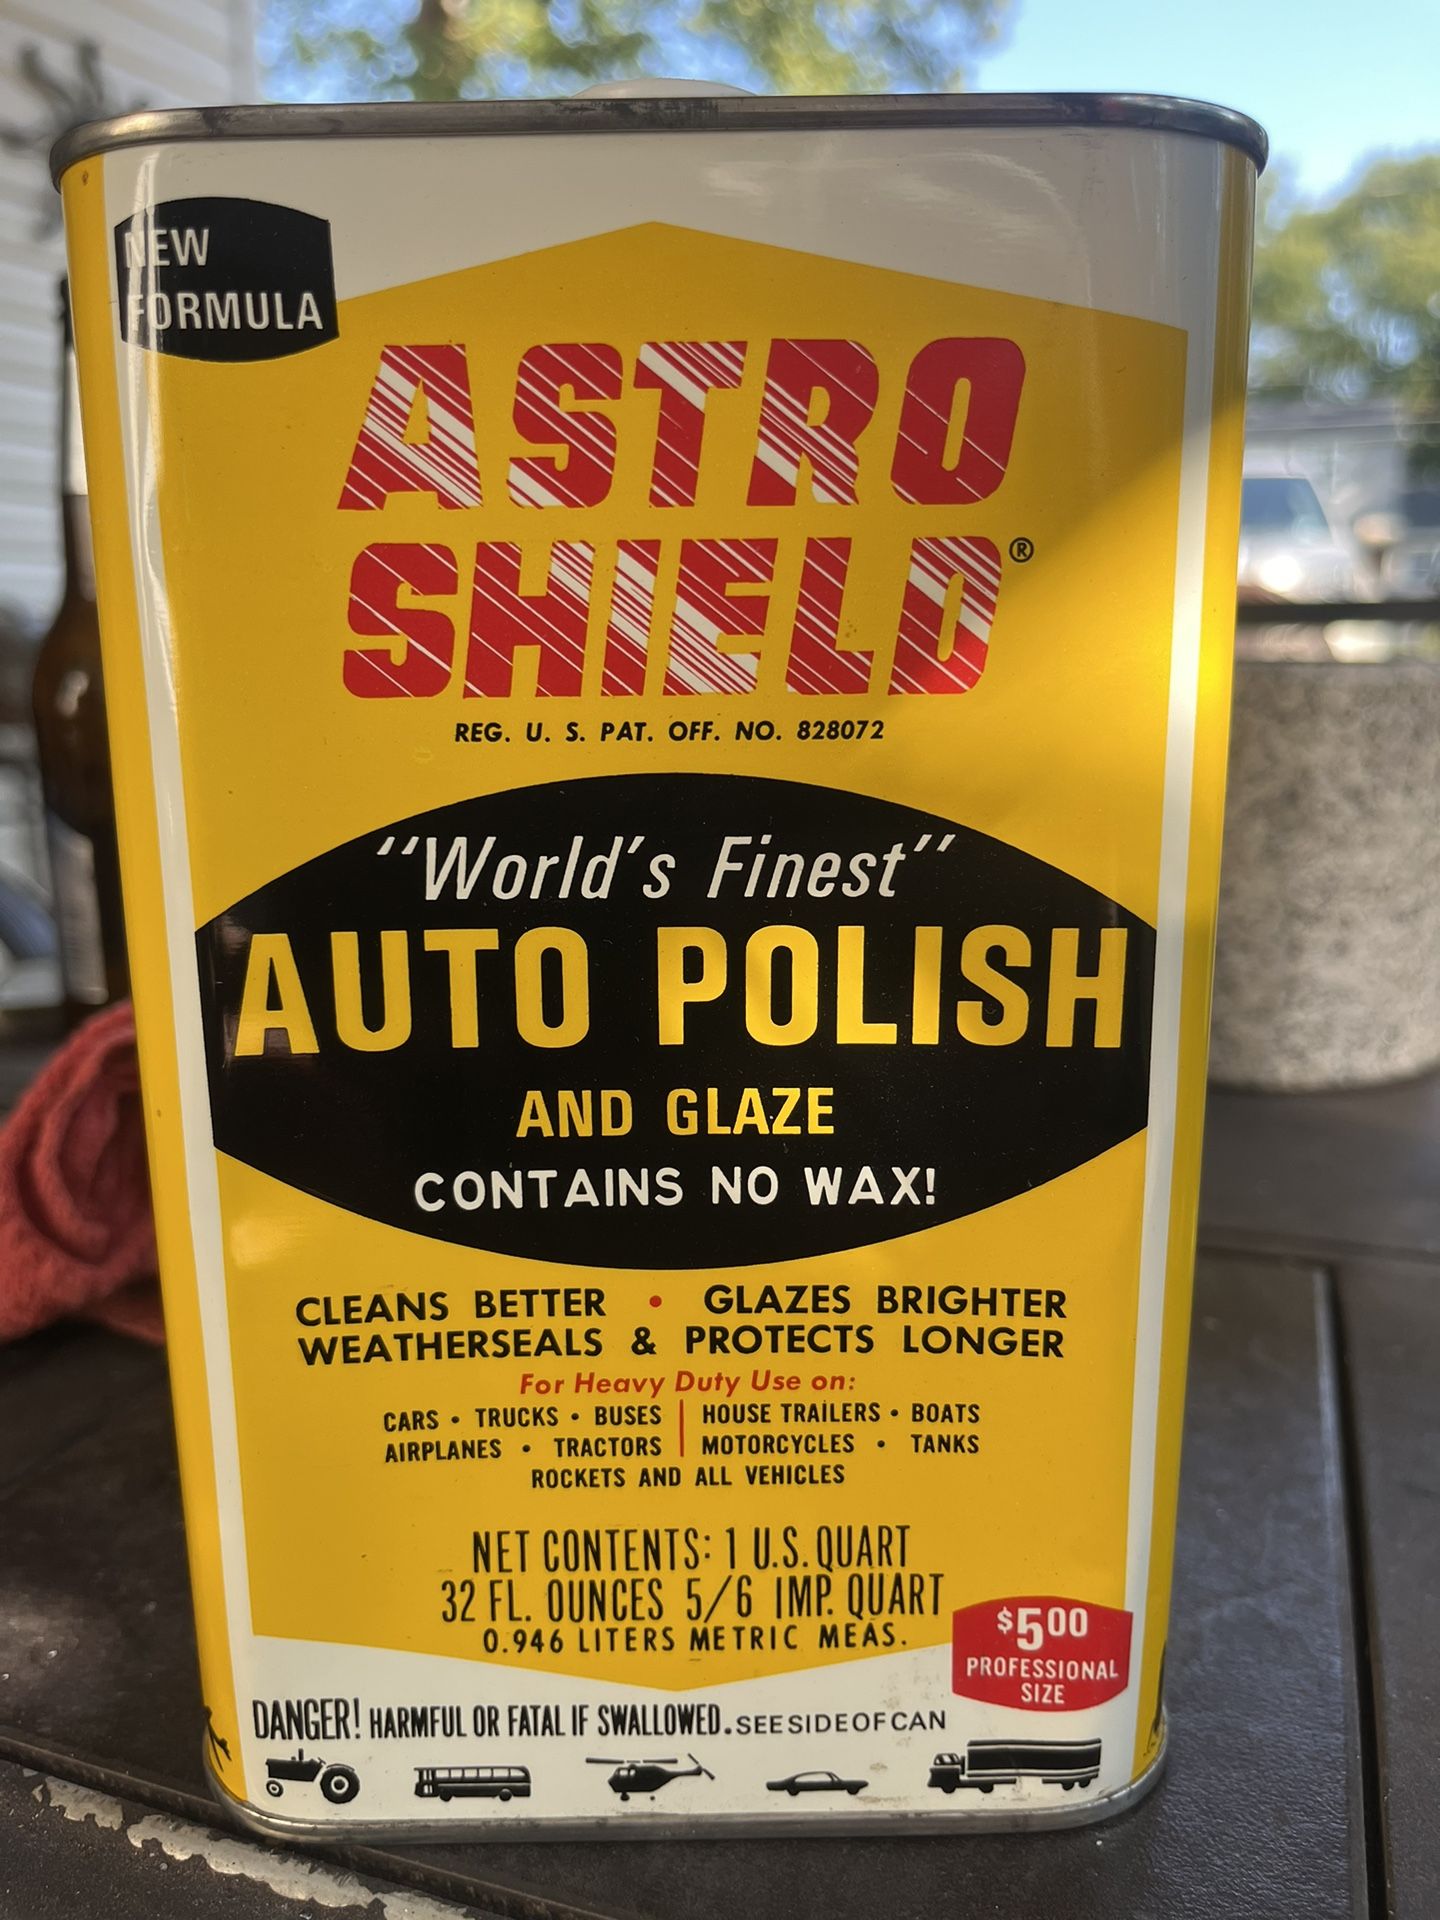 NEW
FORMULA
ASTRO
SHIELD®
REG. U. S. PAT. OFF. NO. 828072
"World's Finest"
AUTO POLISH
AND GLAZE
CONTAINS NO WAX!
CLEANS BETTER • GLAZES BRIGHTER
WEATHERSEALS & PROTECTS LONGER
For Heavy Duty Use on:
CARS • TRUCKS • BUSES | HOUSE TRAILERS • BOATS
AIRPLANES • TRACTORS | MOTORCYCLES • TANKS
ROCKETS AND ALL VEHICLES
NET CONTENTS: 1 U.S. QUART
32 FL. OUNCES 5/6 IMP. QUART
0.946 LITERS METRIC MEAS.
$5.00
PROFESSIONAL
SIZE
DANGER! HARMFUL OR FATAL IF SWALLOWED. SEE SIDE OF CAN